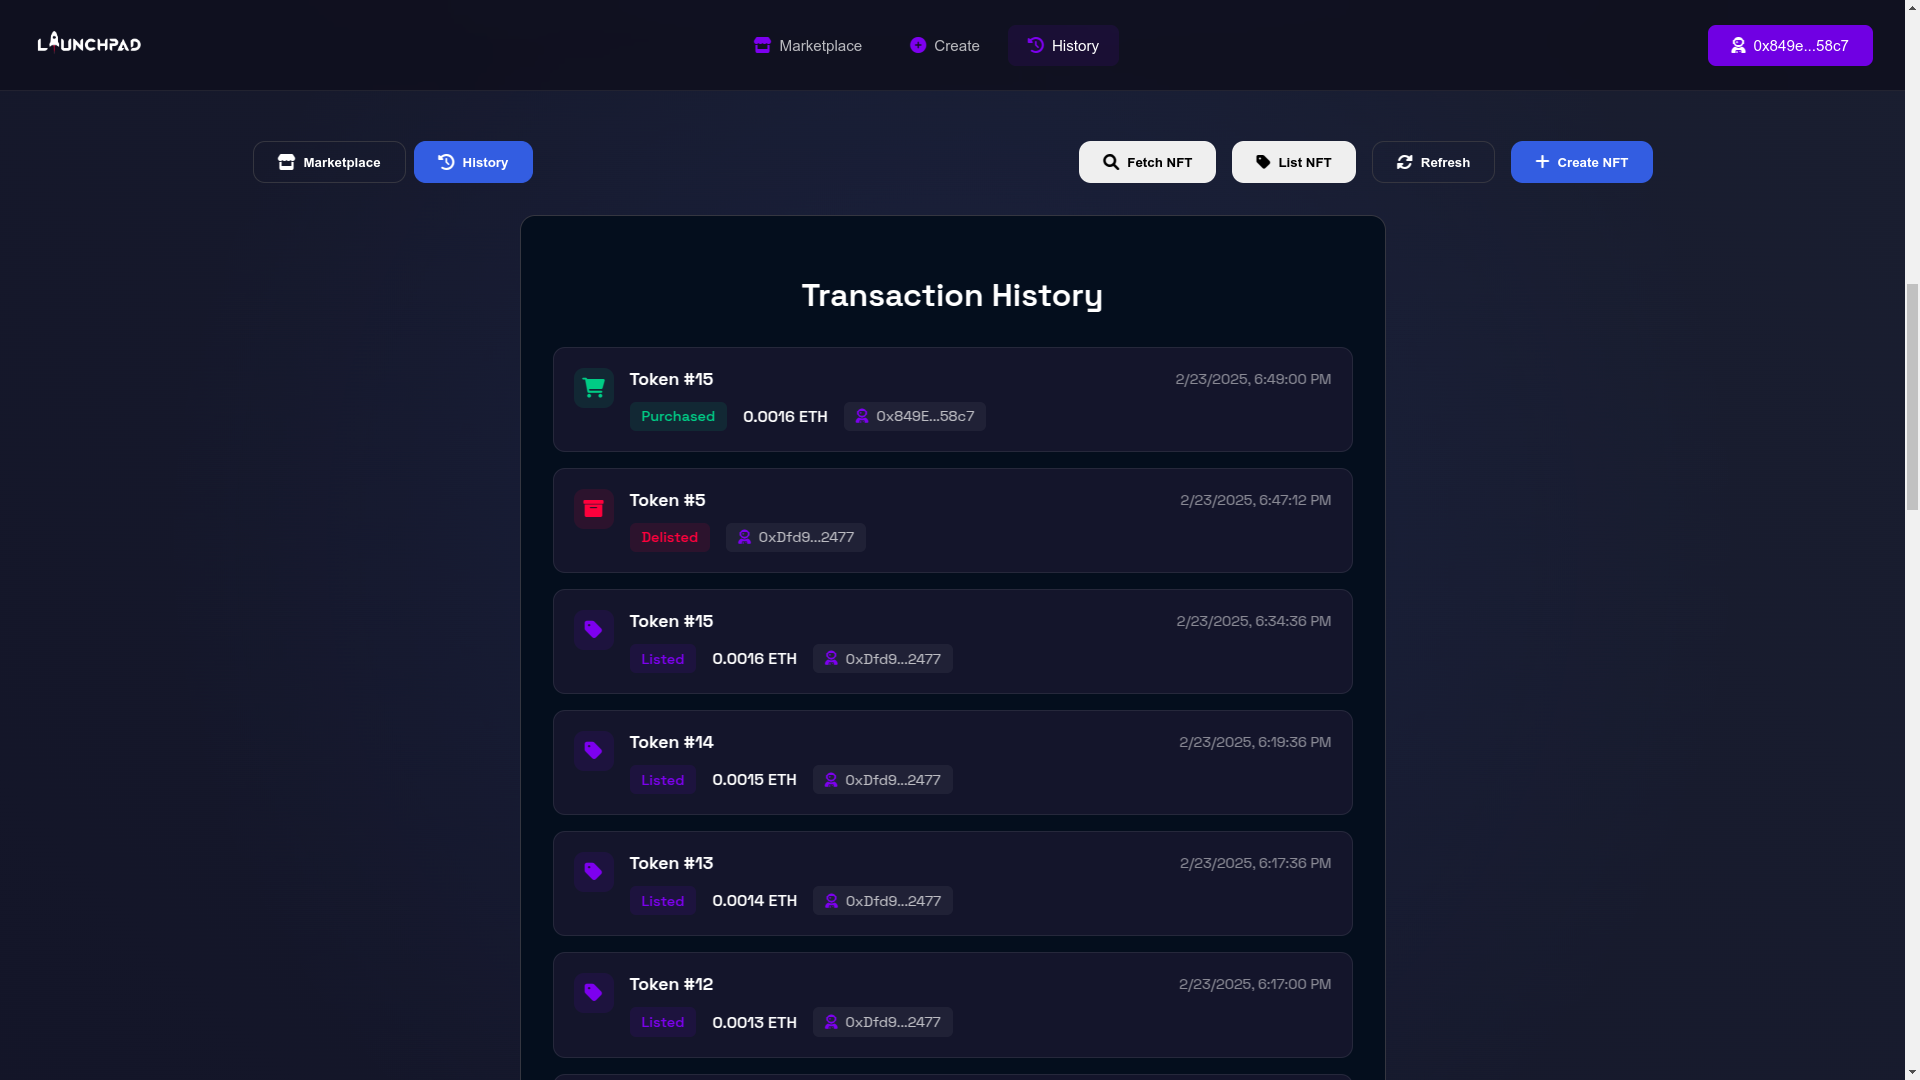 LAUNCHPAD
Marketplace
Create
History
0x849e...58c7
Marketplace
History
Fetch NFT
List NFT
Refresh
Create NFT
Transaction History
Token #15
2/23/2025, 6:49:00 PM
Purchased 0.0016 ETH 0x849E...58c7
Token #5
2/23/2025, 6:47:12 PM
Delisted 0xDfd9...2477
Token #15
2/23/2025, 6:34:36 PM
Listed 0.0016 ETH 0xDfd9...2477
Token #14
2/23/2025, 6:19:36 PM
Listed 0.0015 ETH 0xDfd9...2477
Token #13
2/23/2025, 6:17:36 PM
Listed 0.0014 ETH 0xDfd9...2477
Token #12
2/23/2025, 6:17:00 PM
Listed 0.0013 ETH 0xDfd9...2477